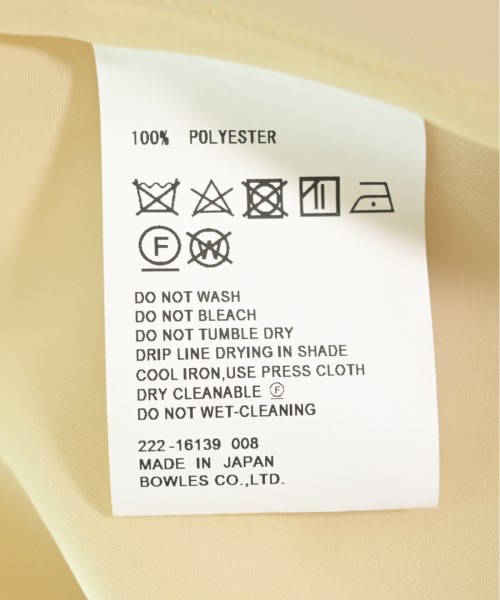 100% POLYESTER
F W
DO NOT WASH
DO NOT BLEACH
DO NOT TUMBLE DRY
DRIP LINE DRYING IN SHADE
COOL IRON,USE PRESS CLOTH
DRY CLEANABLE Ⓕ
DO NOT WET-CLEANING
222-16139 008
MADE IN JAPAN
BOWLES CO.,LTD.